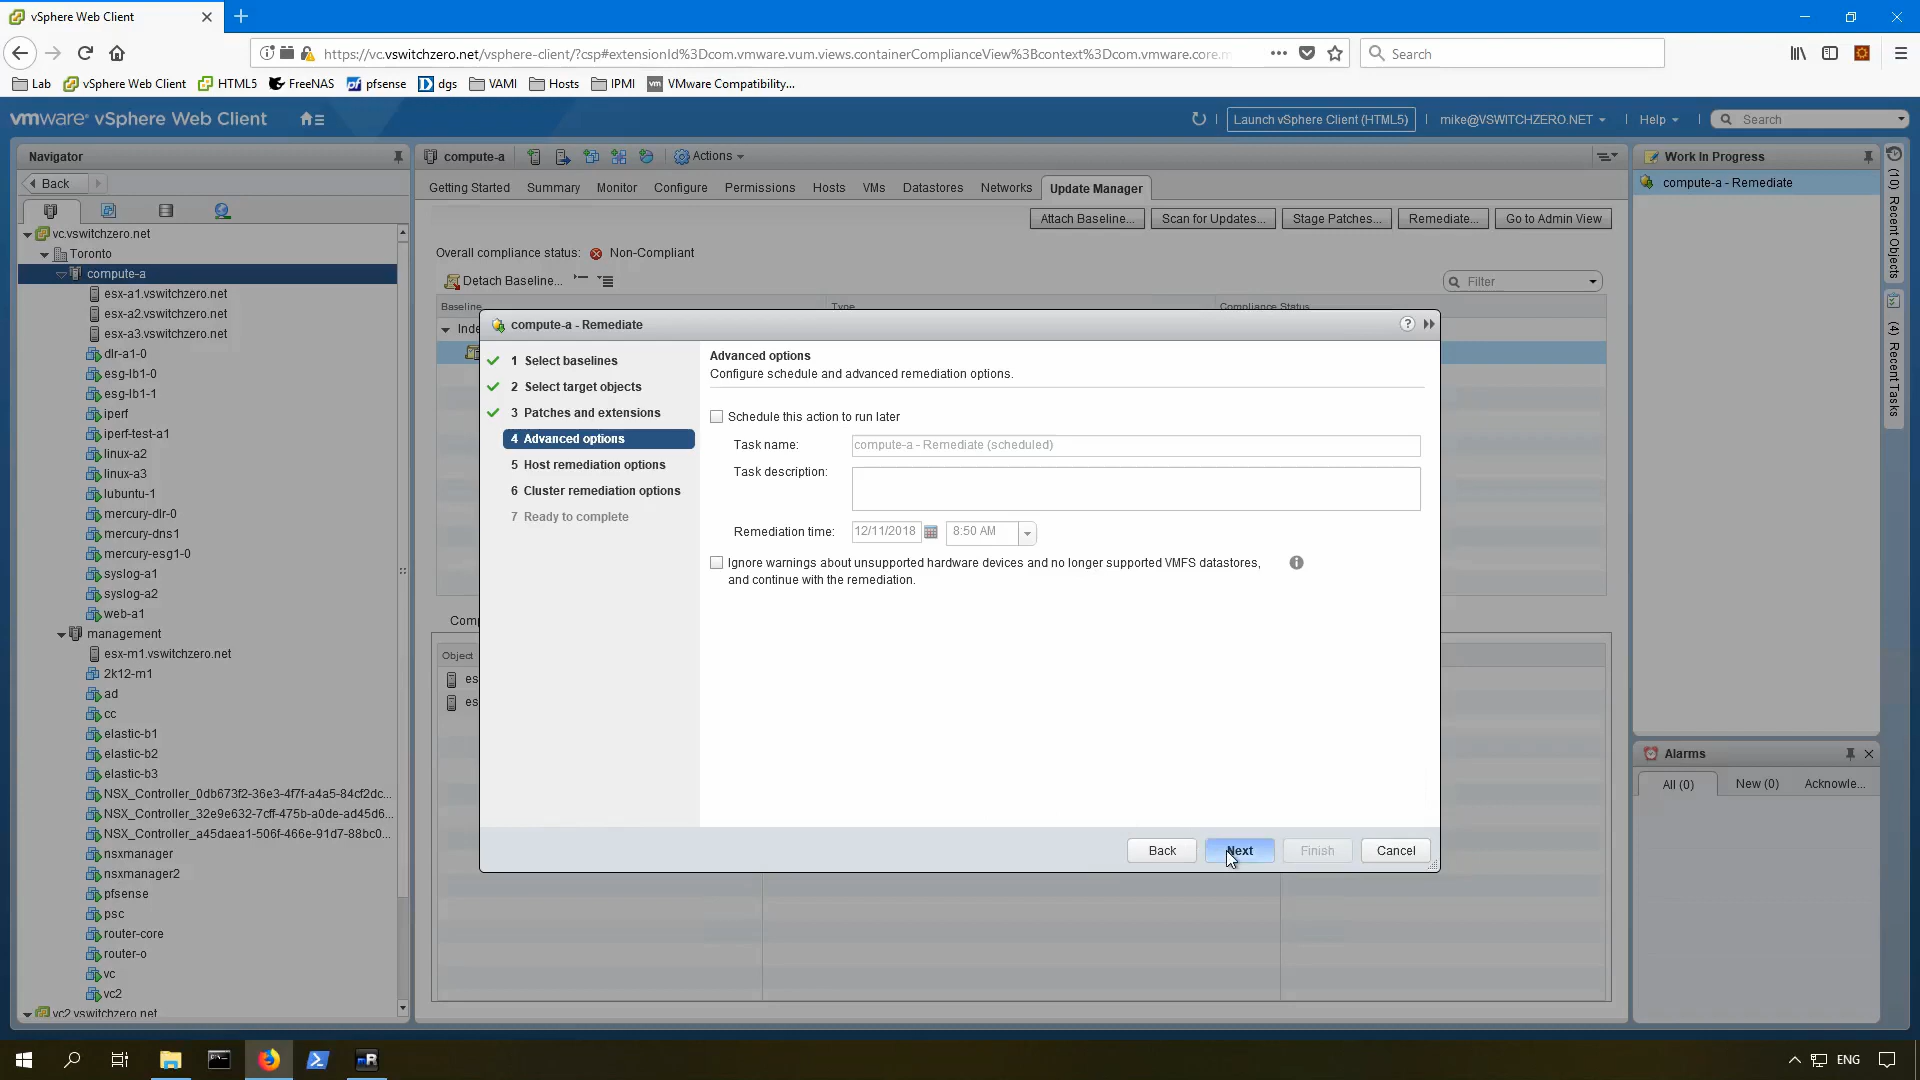 vSphere Web Client
https://vc.vswitchzero.net/vsphere-client/?csp#extensionId%3Dcom.vmware.vum.views.containerComplianceView%3Bcontext%3Dcom.vmware.core.m
Search
Lab
vSphere Web Client
HTML5
FreeNAS
pfsense
dgs
VAMI
Hosts
IPMI
VMware Compatibility...
vmware® vSphere Web Client
Launch vSphere Client (HTML5)
mike@VSWITCHZERO.NET
Help
Search
Navigator
Back
vc.vswitchzero.net
Toronto
compute-a
esx-a1.vswitchzero.net
esx-a2.vswitchzero.net
esx-a3.vswitchzero.net
dlr-a1-0
esg-lb1-0
esg-lb1-1
iperf
iperf-test-a1
linux-a2
linux-a3
lubuntu-1
mercury-dlr-0
mercury-dns1
mercury-esg1-0
syslog-a1
syslog-a2
web-a1
management
esx-m1.vswitchzero.net
2k12-m1
ad
cc
elastic-b1
elastic-b2
elastic-b3
NSX_Controller_0db673f2-36e3-4f7f-a4a5-84cf2dc...
NSX_Controller_32e9e632-7cff-475b-a0de-ad45d6...
NSX_Controller_a45daea1-506f-466e-91d7-88bc0...
nsxmanager
nsxmanager2
pfsense
psc
router-core
router-o
vc
vc2
vc2.vswitchzero.net
compute-a
Actions
Getting Started
Summary
Monitor
Configure
Permissions
Hosts
VMs
Datastores
Networks
Update Manager
Attach Baseline...
Scan for Updates...
Stage Patches...
Remediate...
Go to Admin View
Overall compliance status:
Non-Compliant
Detach Baseline...
Filter
Baseline
Type
Compliance Status
Inde
Comp
Object
es
es
compute-a - Remediate
1 Select baselines
2 Select target objects
3 Patches and extensions
4 Advanced options
5 Host remediation options
6 Cluster remediation options
7 Ready to complete
Advanced options
Configure schedule and advanced remediation options.
Schedule this action to run later
Task name:
compute-a - Remediate (scheduled)
Task description:
Remediation time:
12/11/2018
8:50 AM
Ignore warnings about unsupported hardware devices and no longer supported VMFS datastores,
and continue with the remediation.
Back
Next
Finish
Cancel
Work In Progress
compute-a - Remediate
(10) Recent Objects
(4) Recent Tasks
Alarms
All (0)
New (0)
Acknowle...
ENG